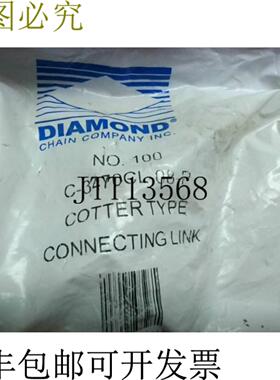 图必究
DIAMOND®
CHAIN COMPANY INC.
NO. 100
JTT13568
COTTER TYPE
CONNECTING LINK
包邮可开发票